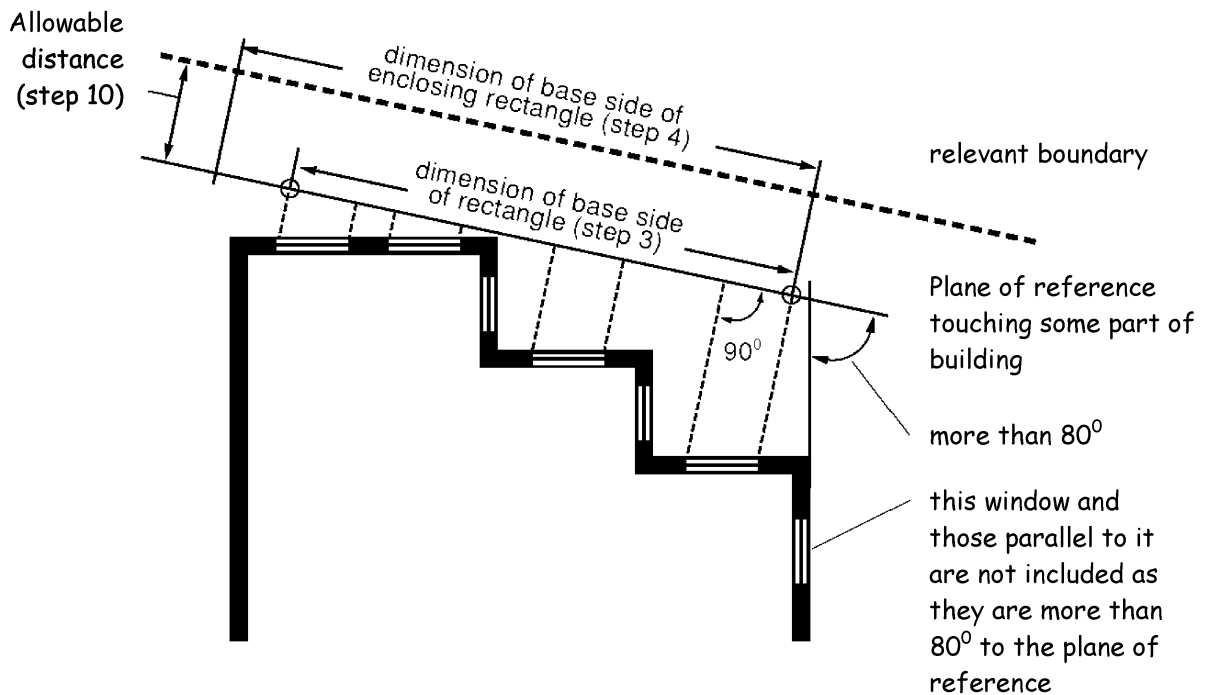 Allowable
distance
(step 10)
dimension of base side of
enclosing rectangle (step 4)
relevant boundary
dimension of base side
of rectangle (step 3)
Plane of reference
touching some part of
building
90⁰
more than 80⁰
this window and
those parallel to it
are not included as
they are more than
80⁰ to the plane of
reference